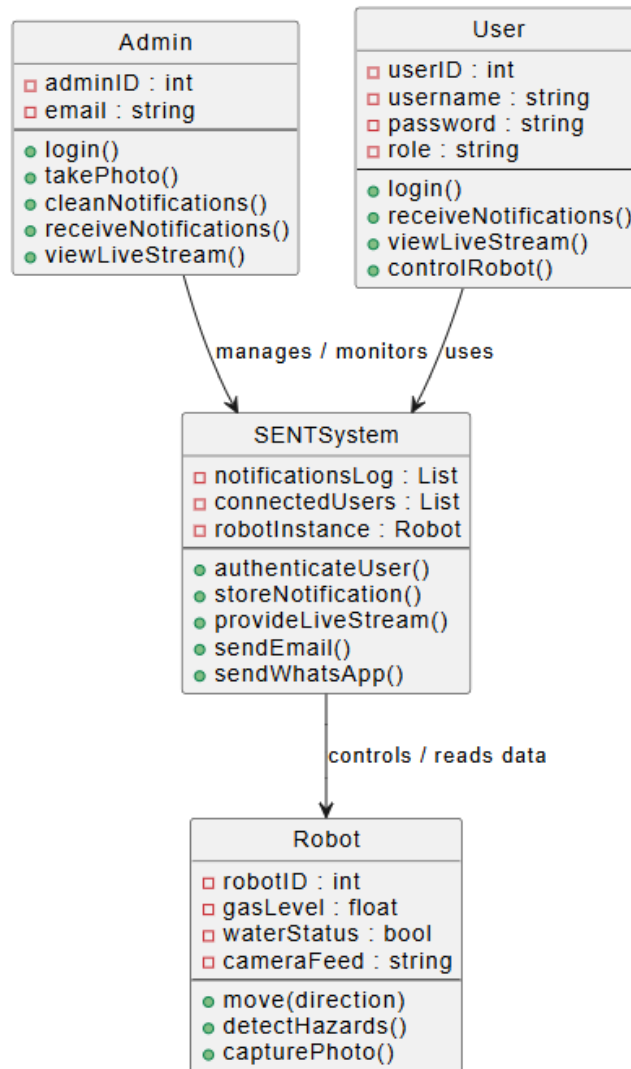 Admin
adminID : int
email : string
login()
takePhoto()
cleanNotifications()
receiveNotifications()
viewLiveStream()
User
userID : int
username : string
password : string
role : string
login()
receiveNotifications()
viewLiveStream()
controlRobot()
manages / monitors
uses
SENTSystem
notificationsLog : List
connectedUsers : List
robotInstance : Robot
authenticateUser()
storeNotification()
provideLiveStream()
sendEmail()
sendWhatsApp()
controls / reads data
Robot
robotID : int
gasLevel : float
waterStatus : bool
cameraFeed : string
move(direction)
detectHazards()
capturePhoto()